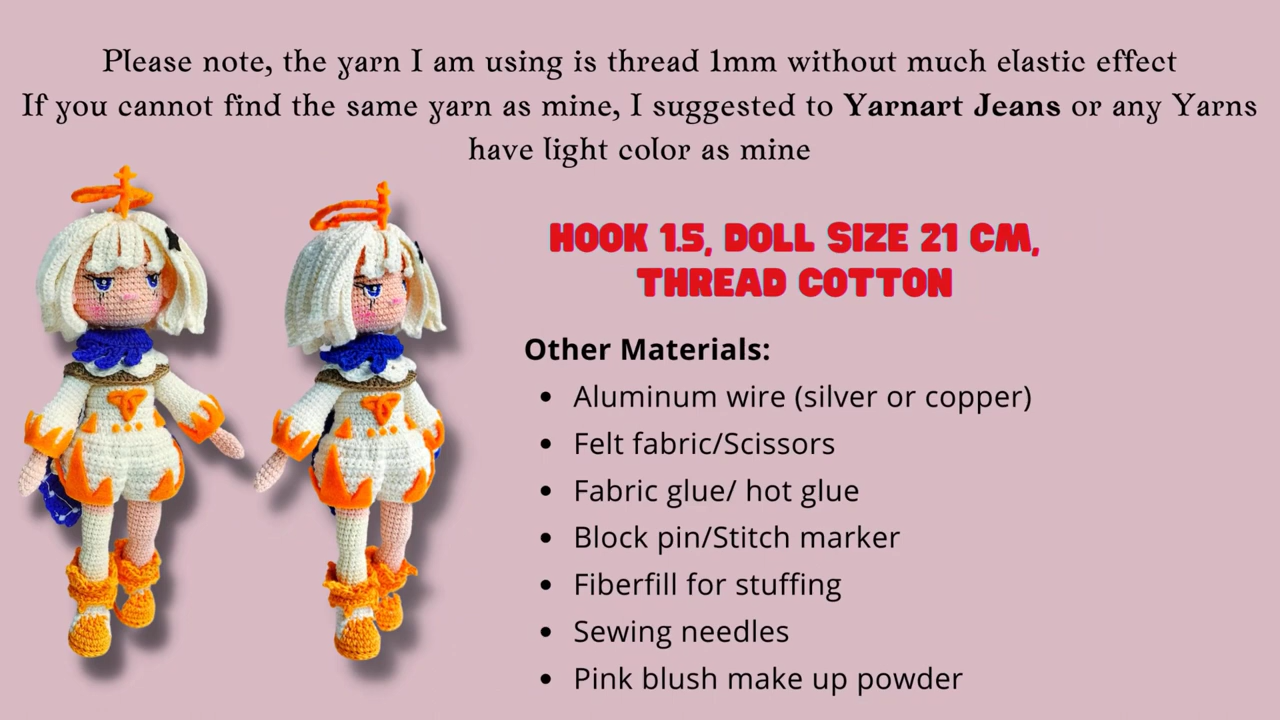 Please note, the yarn I am using is thread 1mm without much elastic effect
If you cannot find the same yarn as mine, I suggested to Yarnart Jeans or any Yarns
have light color as mine
HOOK 1.5, DOLL SIZE 21 CM,
THREAD COTTON
Other Materials:
• Aluminum wire (silver or copper)
• Felt fabric/Scissors
• Fabric glue/ hot glue
• Block pin/Stitch marker
• Fiberfill for stuffing
• Sewing needles
• Pink blush make up powder